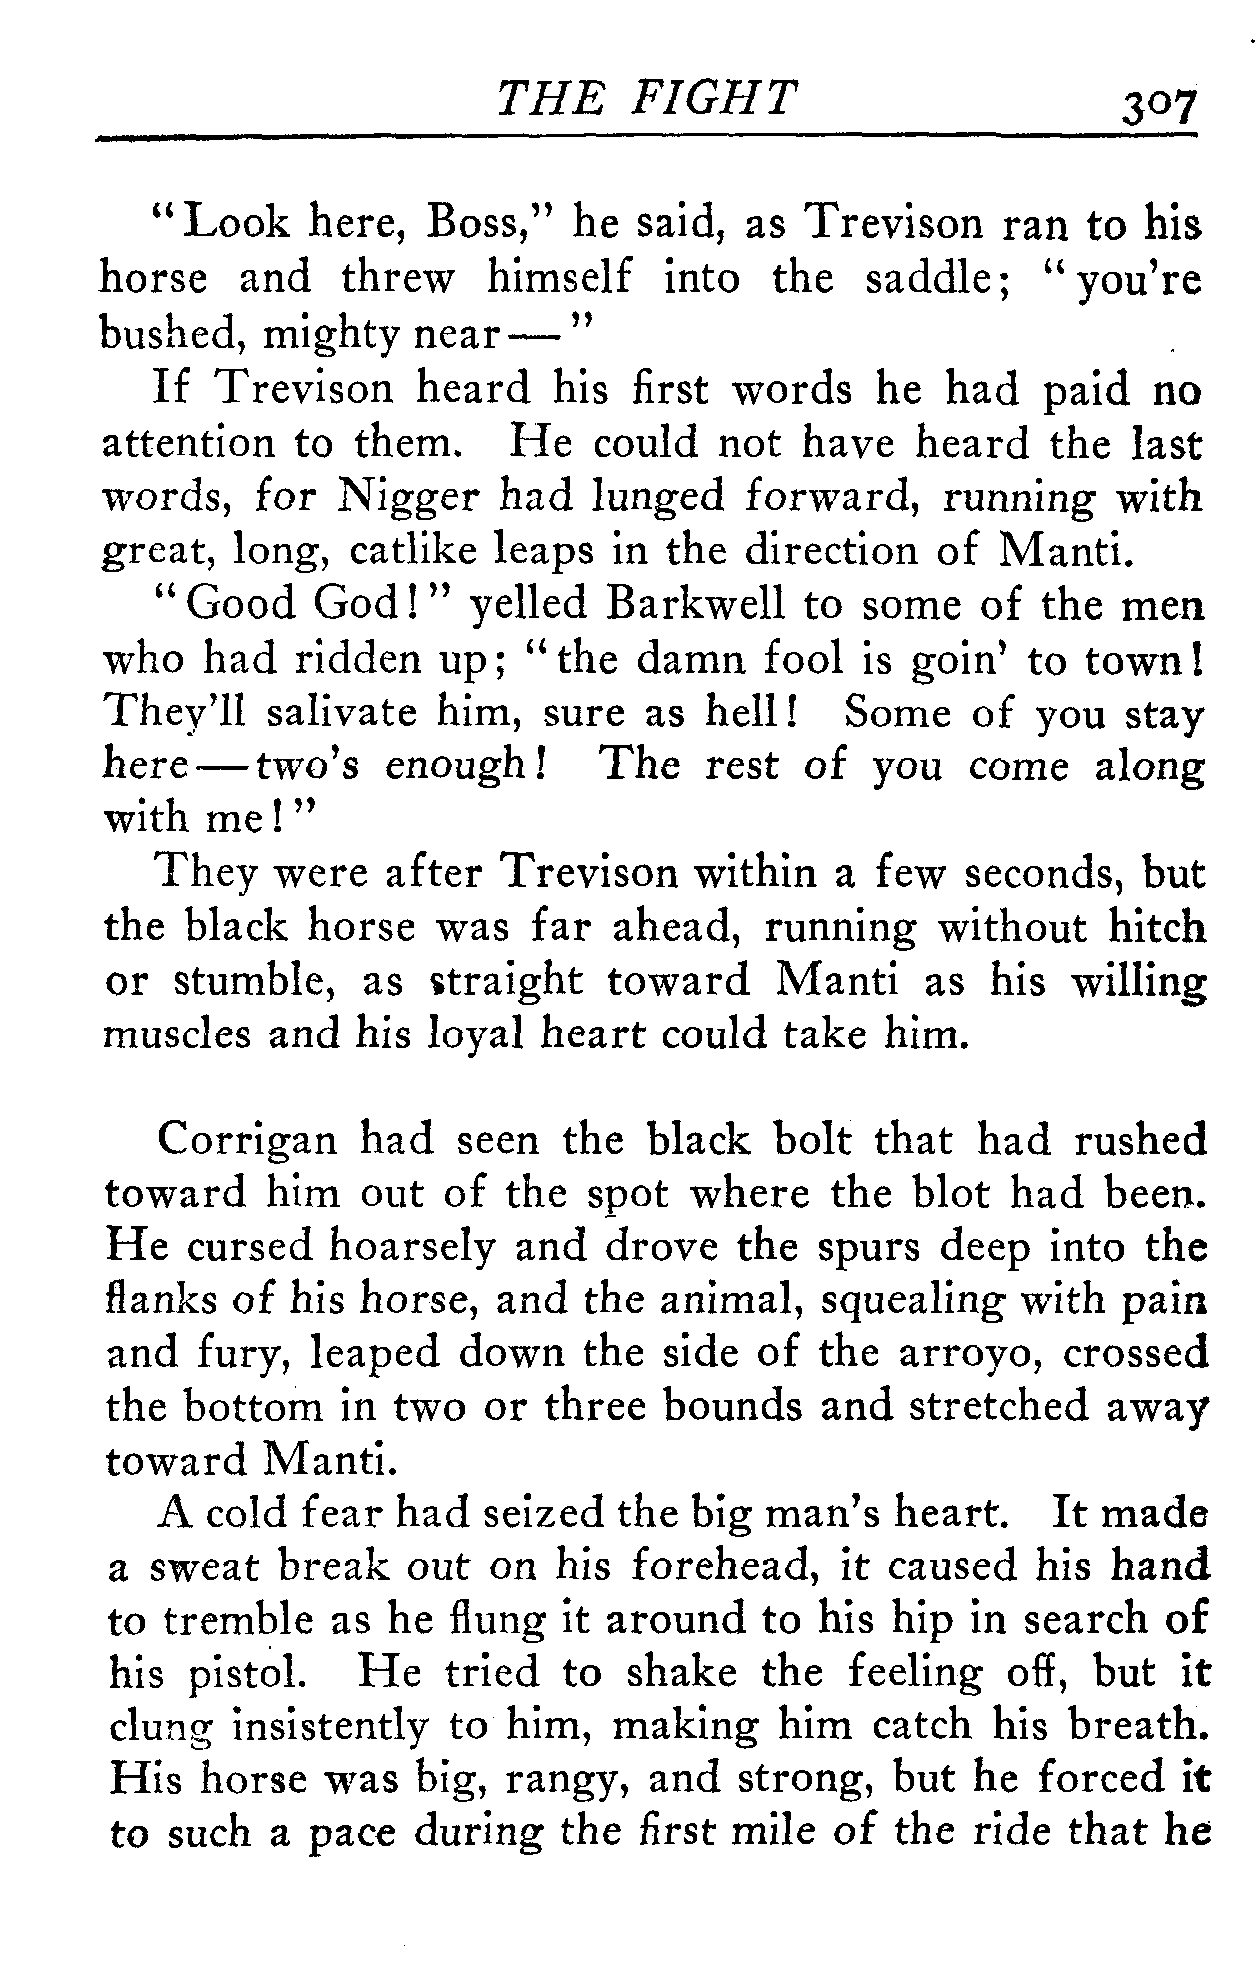 THE FIGHT 307
"Look here, Boss," he said, as Trevison ran to his
horse and threw himself into the saddle; "you're
bushed, mighty near—"
If Trevison heard his first words he had paid no
attention to them. He could not have heard the last
words, for Nigger had lunged forward, running with
great, long, catlike leaps in the direction of Manti.
"Good God!" yelled Barkwell to some of the men
who had ridden up; "the damn fool is goin' to town!
They'll salivate him, sure as hell! Some of you stay
here—two's enough! The rest of you come along
with me!"
They were after Trevison within a few seconds, but
the black horse was far ahead, running without hitch
or stumble, as straight toward Manti as his willing
muscles and his loyal heart could take him.
Corrigan had seen the black bolt that had rushed
toward him out of the spot where the blot had been.
He cursed hoarsely and drove the spurs deep into the
flanks of his horse, and the animal, squealing with pain
and fury, leaped down the side of the arroyo, crossed
the bottom in two or three bounds and stretched away
toward Manti.
A cold fear had seized the big man's heart. It made
a sweat break out on his forehead, it caused his hand
to tremble as he flung it around to his hip in search of
his pistol. He tried to shake the feeling off, but it
clung insistently to him, making him catch his breath.
His horse was big, rangy, and strong, but he forced it
to such a pace during the first mile of the ride that he